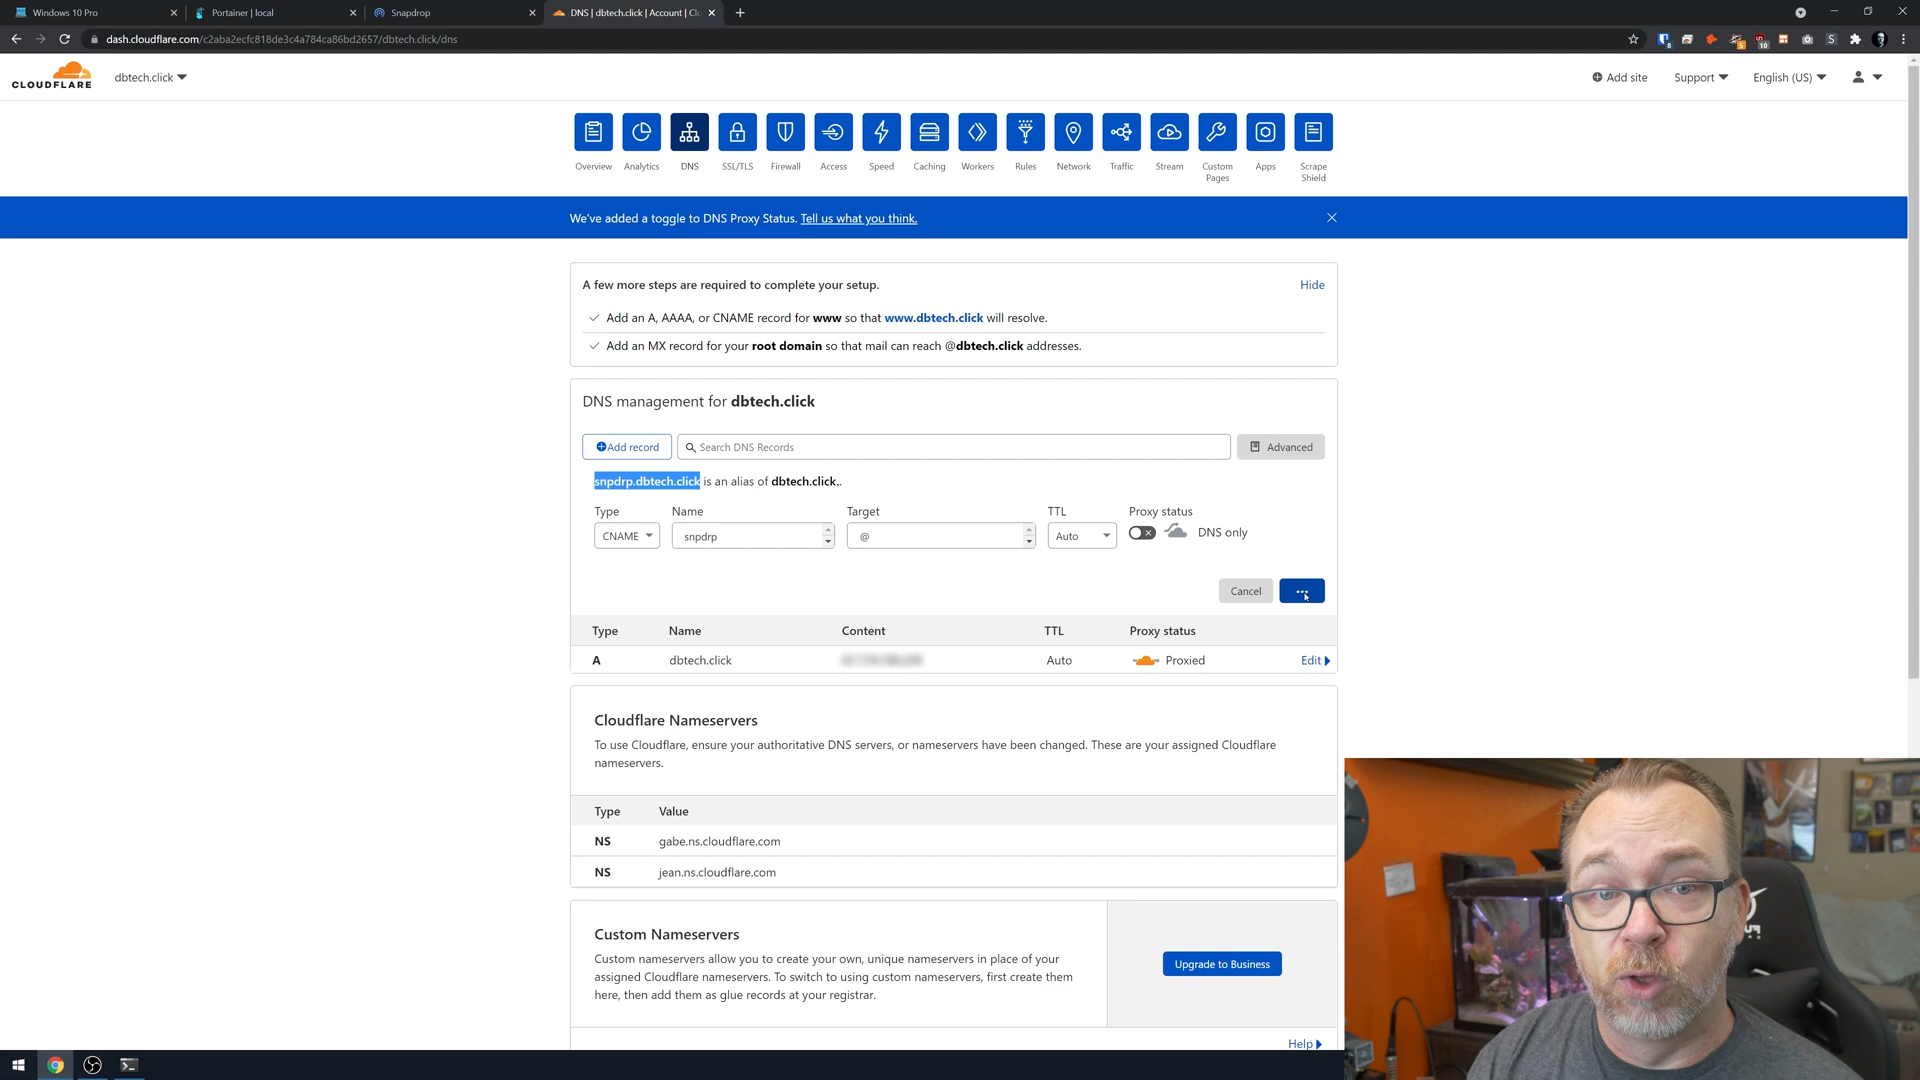 Windows 10 Pro
Portainer | local
Snapdrop
DNS | dbtech.click | Account | Cl
dash.cloudflare.com/c2aba2ecfc818de3c4a784ca86bd2657/dbtech.click/dns
CLOUDFLARE
dbtech.click
Add site
Support
English (US)
Overview
Analytics
DNS
SSL/TLS
Firewall
Access
Speed
Caching
Workers
Rules
Network
Traffic
Stream
Custom Pages
Apps
Scrape Shield
We've added a toggle to DNS Proxy Status. Tell us what you think.
A few more steps are required to complete your setup.
Hide
Add an A, AAAA, or CNAME record for www so that www.dbtech.click will resolve.
Add an MX record for your root domain so that mail can reach @dbtech.click addresses.
DNS management for dbtech.click
Add record
Search DNS Records
Advanced
snpdrp.dbtech.click is an alias of dbtech.click..
Type Name Target TTL Proxy status
CNAME snpdrp @ Auto DNS only
Cancel ...
Type Name Content TTL Proxy status
A dbtech.click Auto Proxied Edit
Cloudflare Nameservers
To use Cloudflare, ensure your authoritative DNS servers, or nameservers have been changed. These are your assigned Cloudflare
nameservers.
Type Value
NS gabe.ns.cloudflare.com
NS jean.ns.cloudflare.com
Custom Nameservers
Custom nameservers allow you to create your own, unique nameservers in place of your
assigned Cloudflare nameservers. To switch to using custom nameservers, first create them
here, then add them as glue records at your registrar.
Upgrade to Business
Help